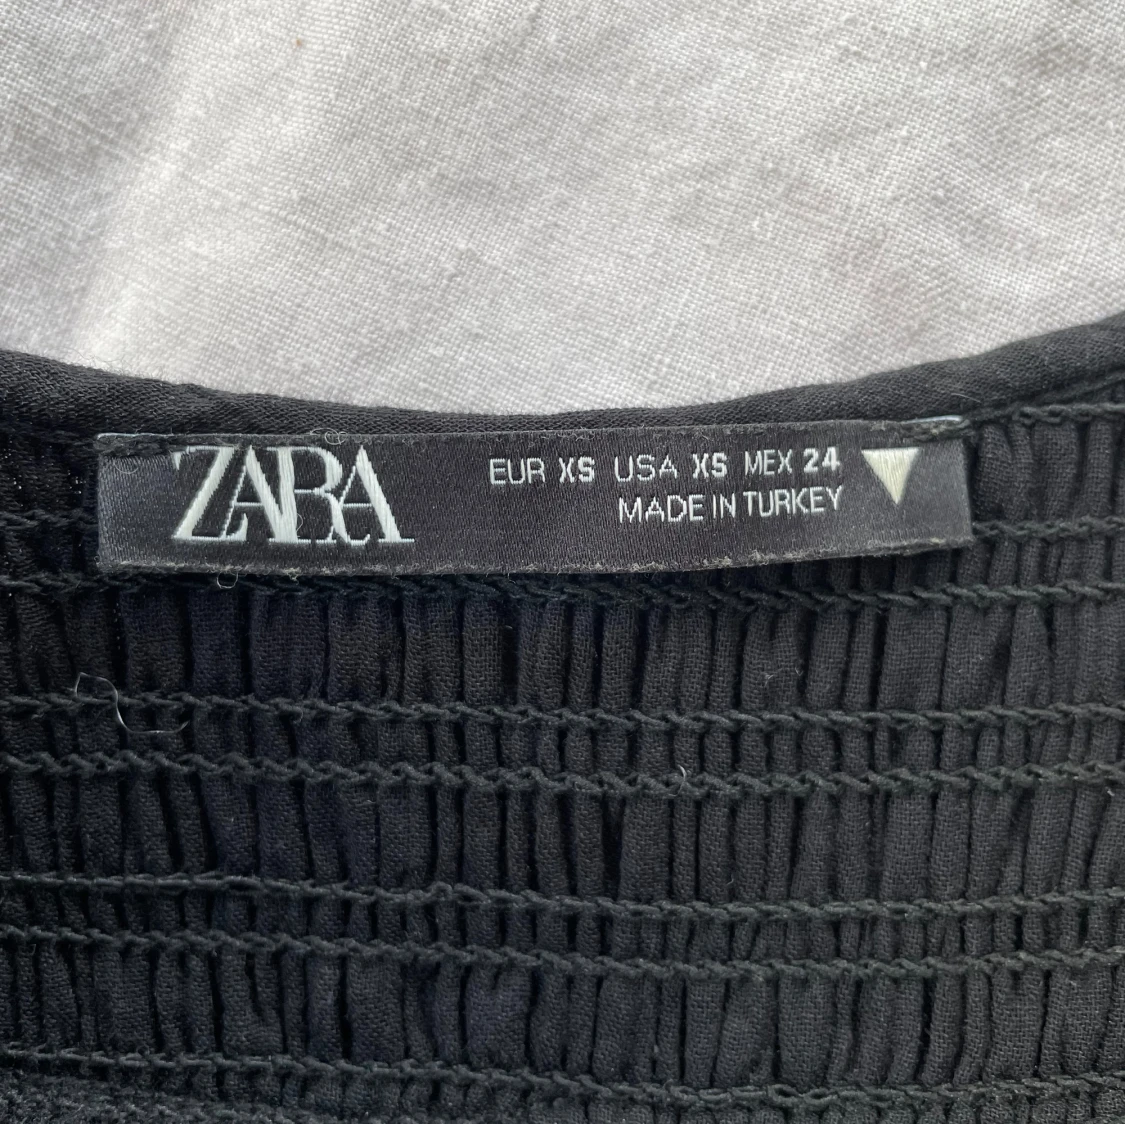 ZARA
EUR XS USA XS MEX 24
MADE IN TURKEY